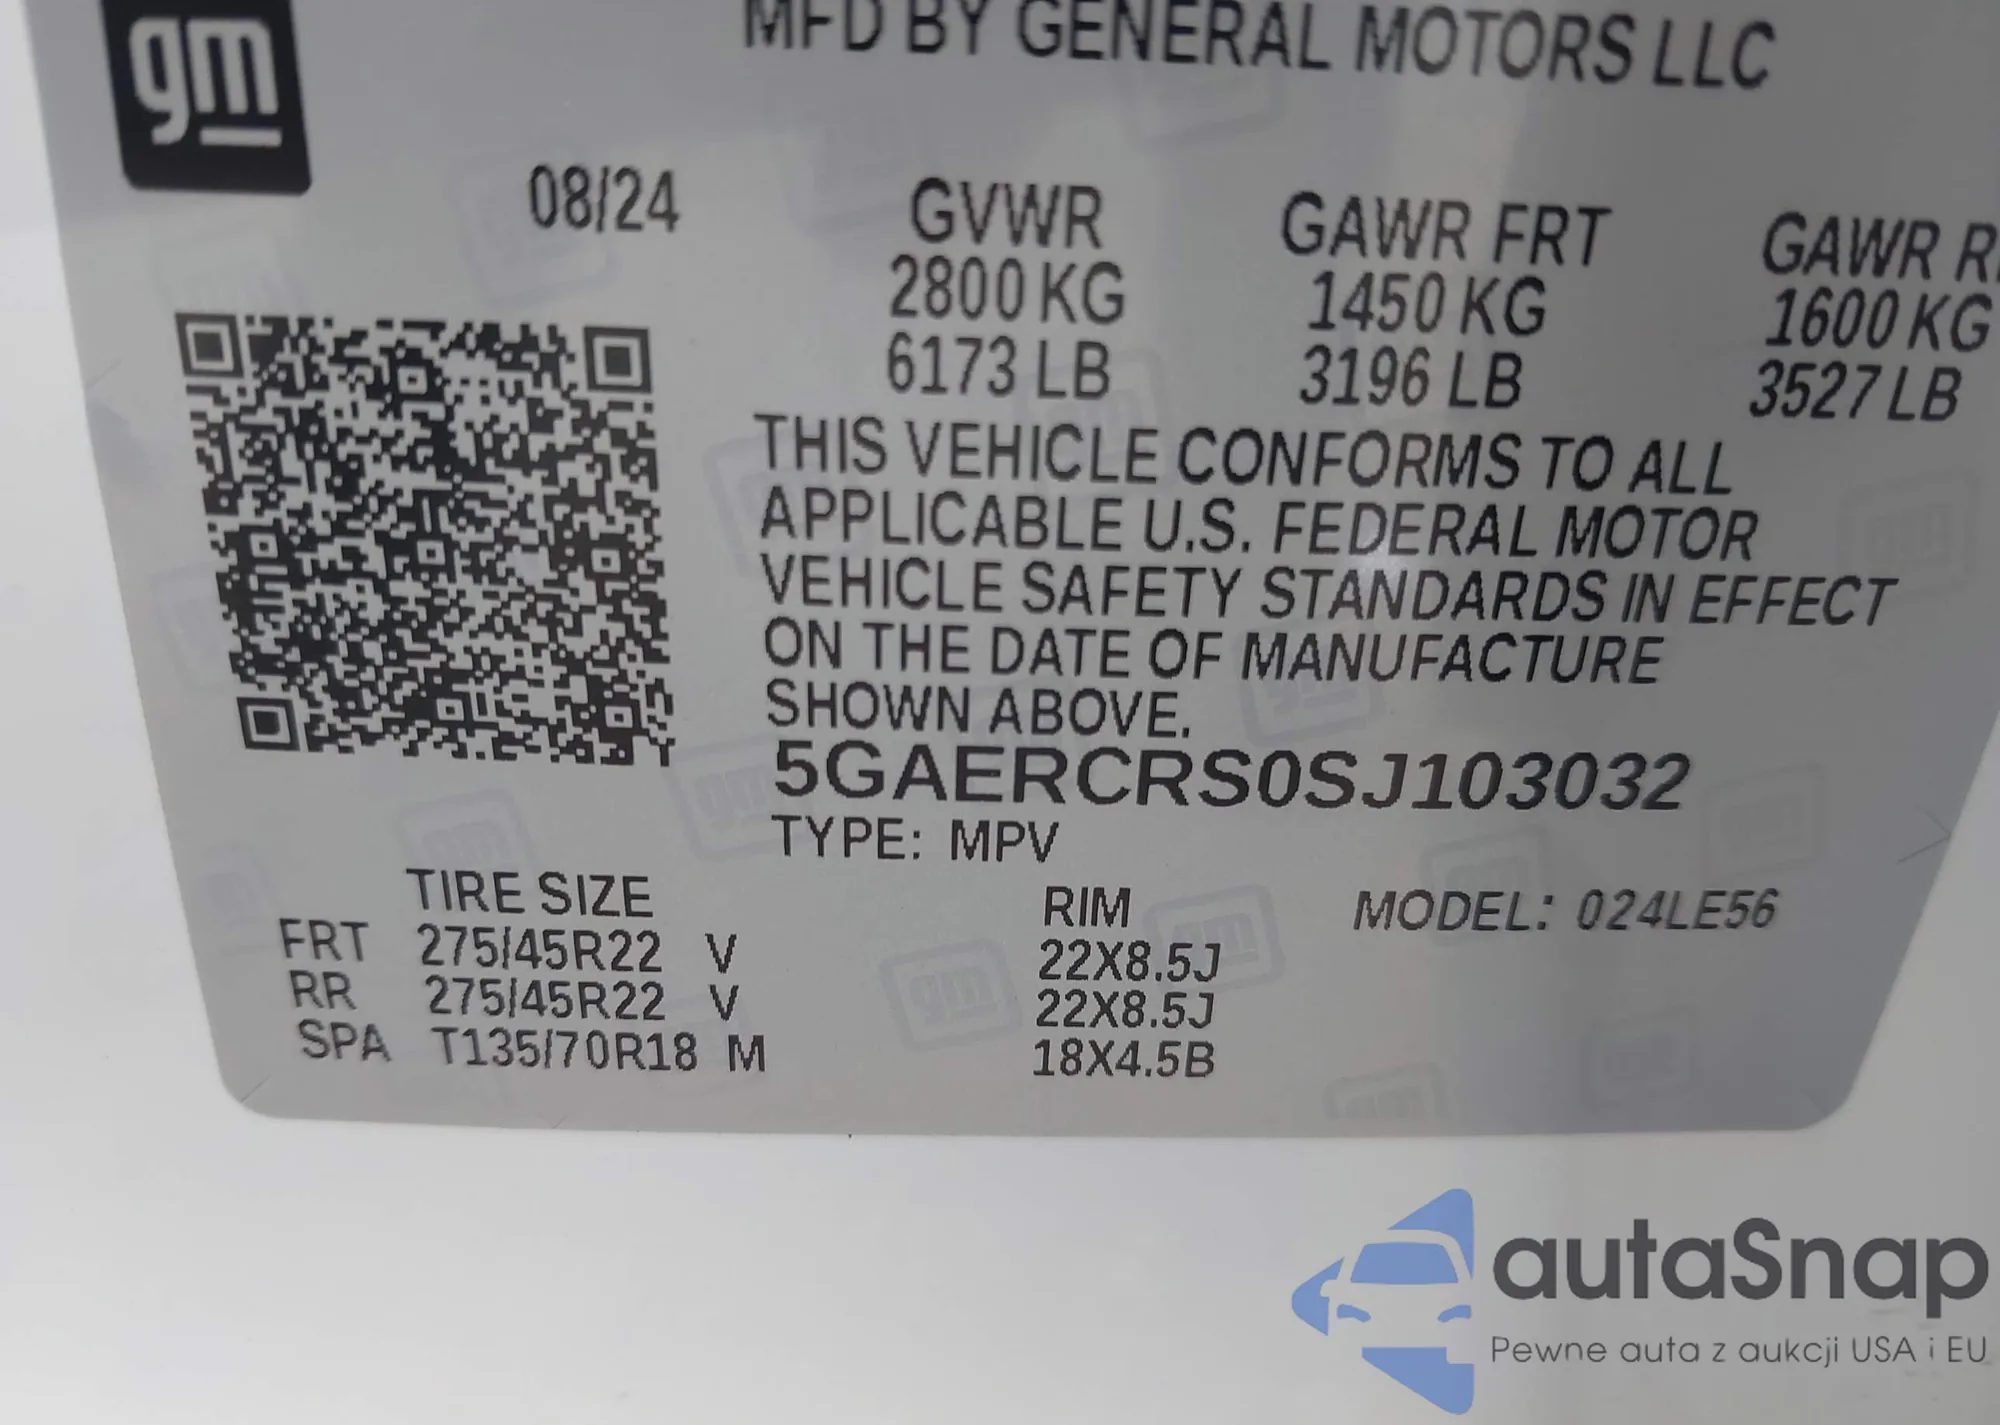 gm
MFD BY GENERAL MOTORS LLC
08/24 GVWR GAWR FRT GAWR R
2800 KG 1450 KG 1600 KG
6173 LB 3196 LB 3527 LB
THIS VEHICLE CONFORMS TO ALL
APPLICABLE U.S. FEDERAL MOTOR
VEHICLE SAFETY STANDARDS IN EFFECT
ON THE DATE OF MANUFACTURE
SHOWN ABOVE.
5GAERCRS0SJ103032
TYPE: MPV
TIRE SIZE RIM MODEL: 024LE56
FRT 275/45R22 V 22X8.5J
RR 275/45R22 V 22X8.5J
SPA T135/70R18 M 18X4.5B
autaSnap
Pewne auta z aukcji USA i EU